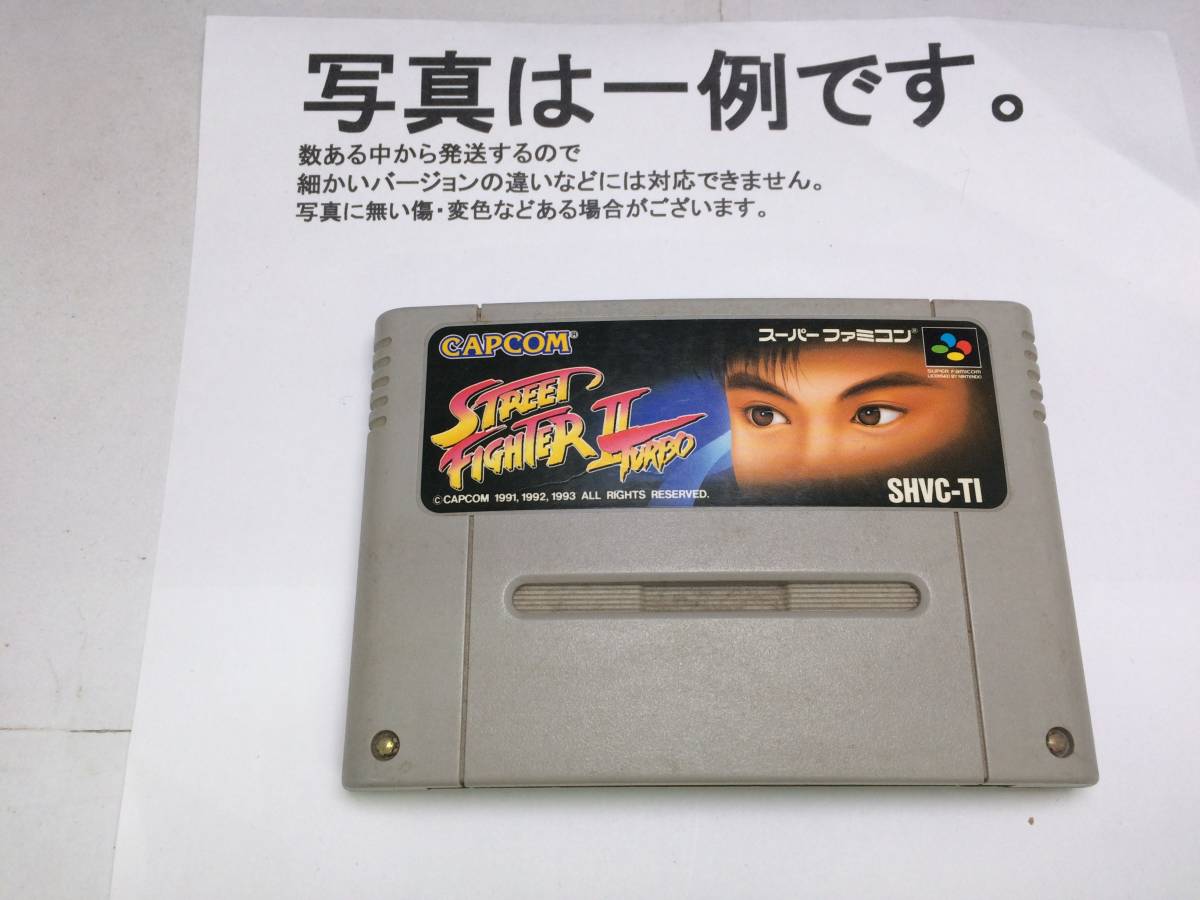 写真は一例です。
数ある中から発送するので
細かいバージョンの違いなどには対応できません。
写真に無い傷・変色などある場合がございます。
CAPCOM®
スーパーファミコン®
SUPER FAMICOM
LICENSED BY NINTENDO
STREET
FIGHTER II
TURBO
©CAPCOM 1991, 1992, 1993 ALL RIGHTS RESERVED.
SHVC-TI